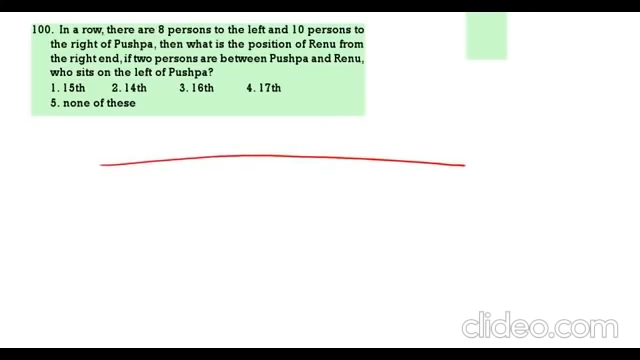 100. In a row, there are 8 persons to the left and 10 persons to
the right of Pushpa, then what is the position of Renu from
the right end, if two persons are between Pushpa and Renu,
who sits on the left of Pushpa?
1. 15th 2. 14th 3. 16th 4. 17th
5. none of these
clideo.com